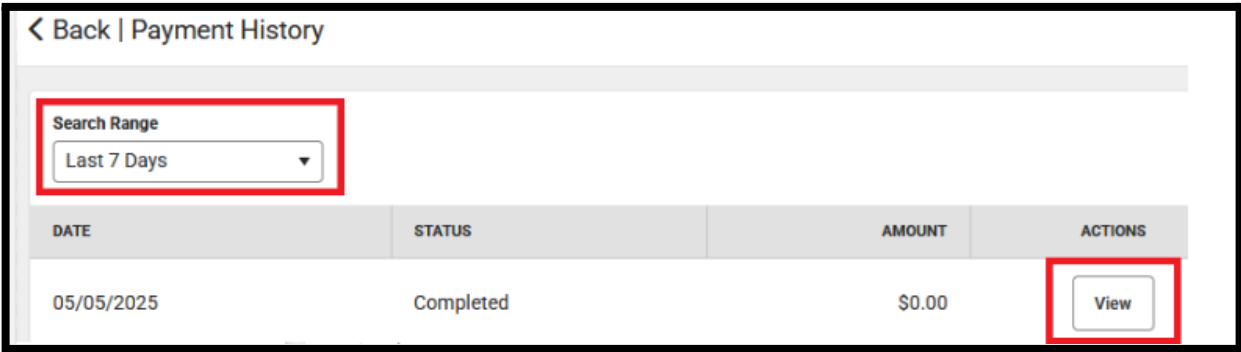 Back | Payment History
Search Range
Last 7 Days
DATE STATUS AMOUNT ACTIONS
05/05/2025 Completed $0.00 View